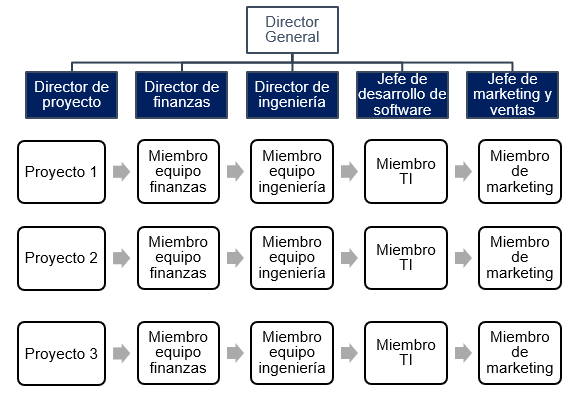 Director
General
Director de
proyecto
Director de
finanzas
Director de
ingeniería
Jefe de
desarrollo de
software
Jefe de
marketing y
ventas
Proyecto 1
Miembro
equipo
finanzas
Miembro
equipo
ingeniería
Miembro
TI
Miembro
de
marketing
Proyecto 2
Miembro
equipo
finanzas
Miembro
equipo
ingeniería
Miembro
TI
Miembro
de
marketing
Proyecto 3
Miembro
equipo
finanzas
Miembro
equipo
ingeniería
Miembro
TI
Miembro
de
marketing